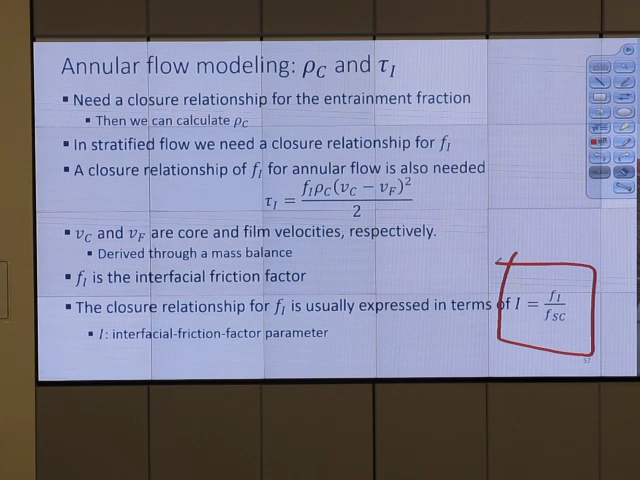 Annular flow modeling: ρ_C and τ_I
▪ Need a closure relationship for the entrainment fraction
▪ Then we can calculate ρ_C
▪ In stratified flow we need a closure relationship for f_I
▪ A closure relationship of f_I for annular flow is also needed
τ_I = f_I ρ_C (v_C − v_F)² / 2
▪ v_C and v_F are core and film velocities, respectively.
▪ Derived through a mass balance
▪ f_I is the interfacial friction factor
▪ The closure relationship for f_I is usually expressed in terms of I = f_I / f_SC
▪ I: interfacial-friction-factor parameter
57